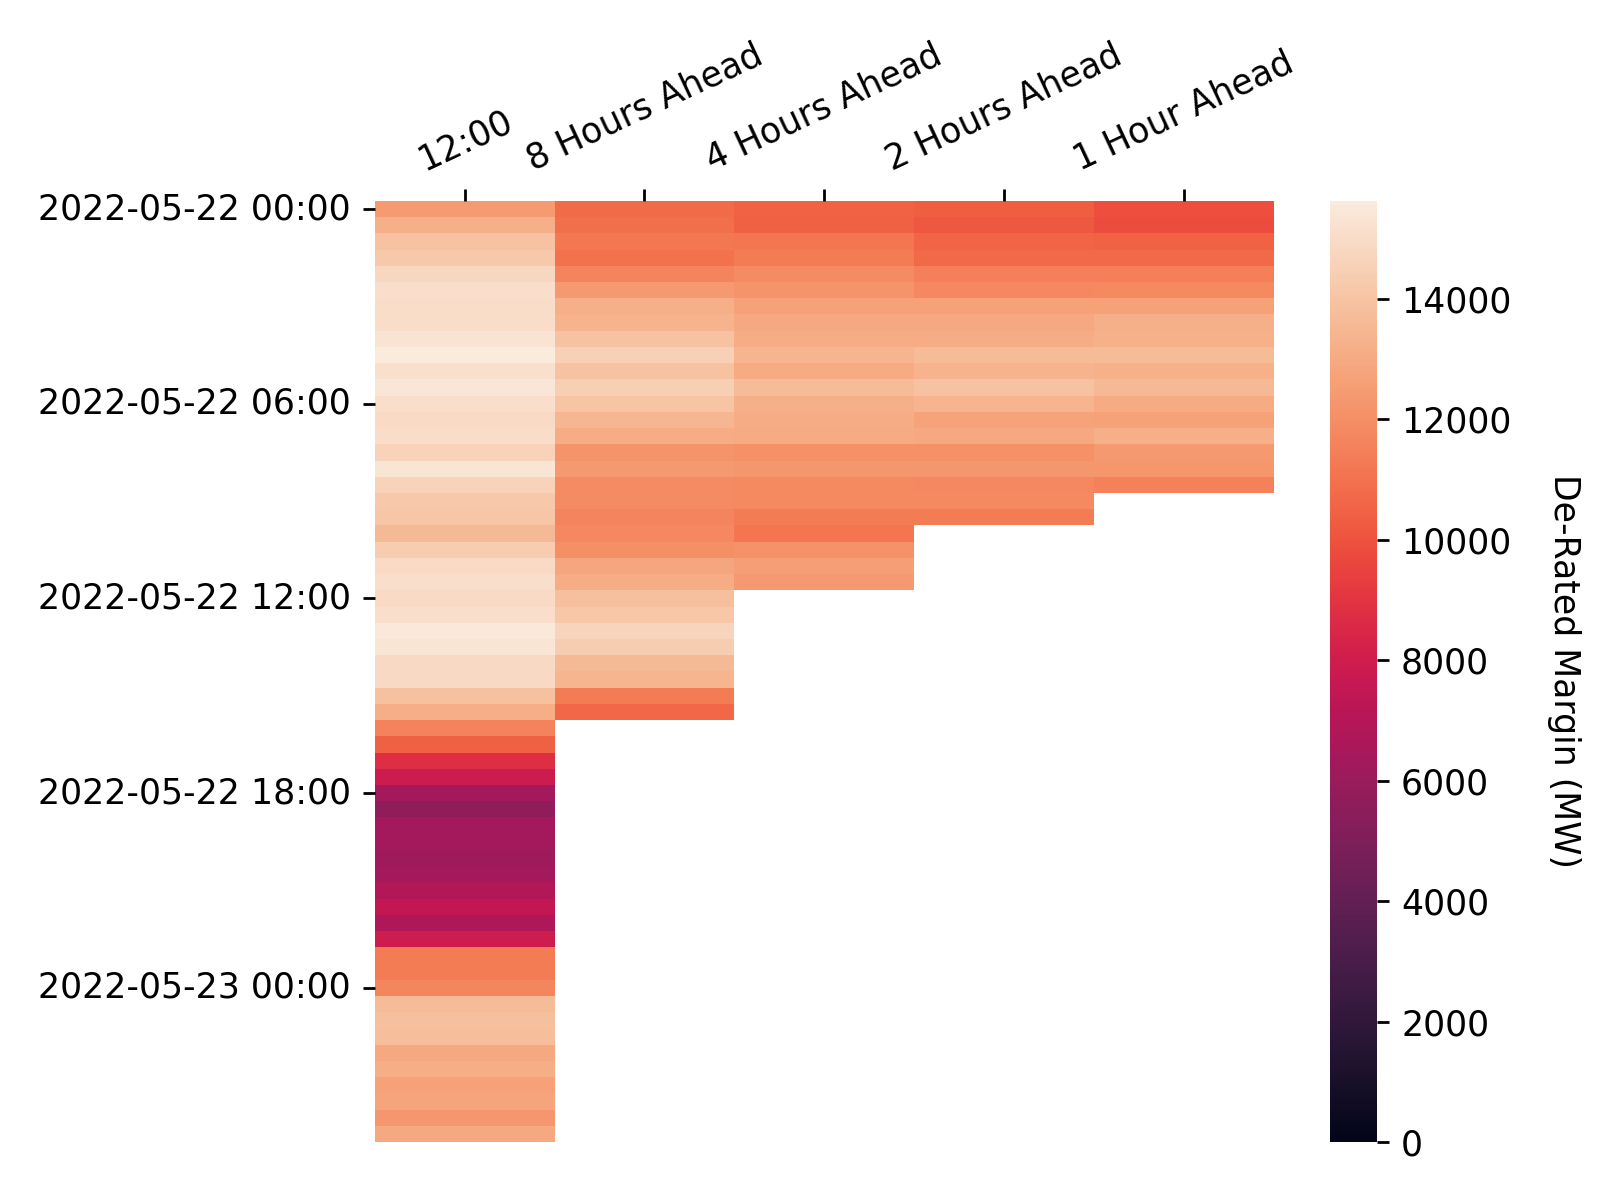 12:00
8 Hours Ahead
4 Hours Ahead
2 Hours Ahead
1 Hour Ahead
2022-05-22 00:00
2022-05-22 06:00
2022-05-22 12:00
2022-05-22 18:00
2022-05-23 00:00
14000
12000
10000
8000
6000
4000
2000
0
De-Rated Margin (MW)